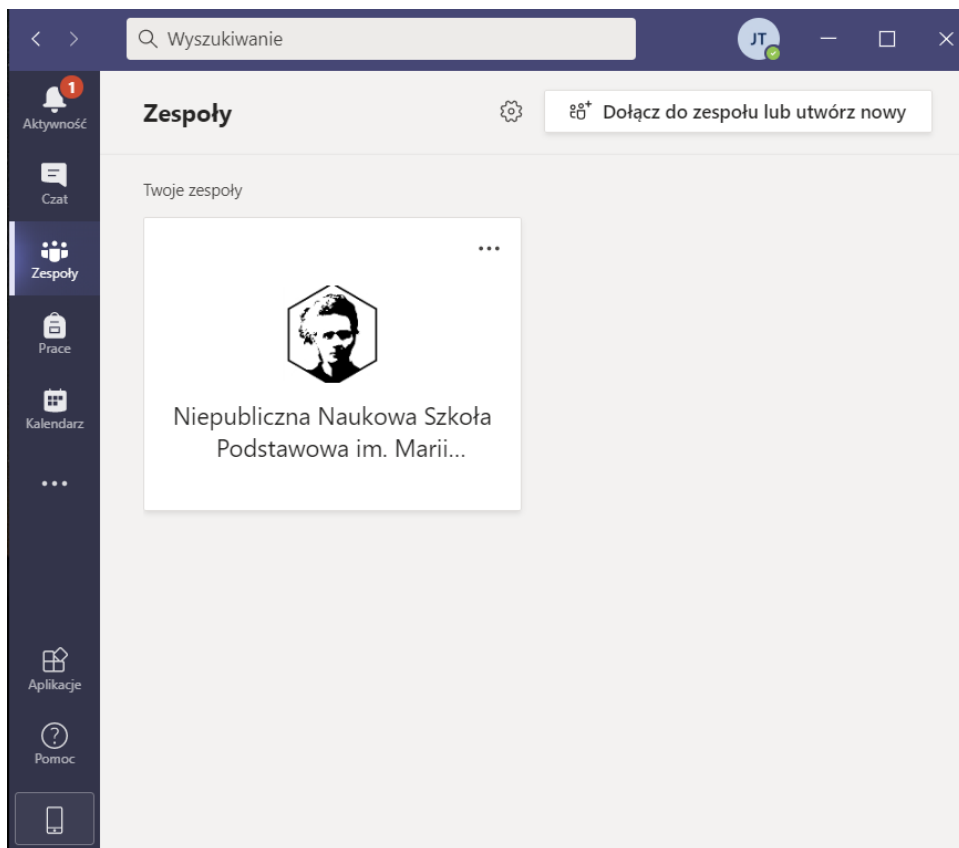 Wyszukiwanie
JT
1
Aktywność
Czat
Zespoły
Prace
Kalendarz
Aplikacje
Pomoc
Zespoły
Dołącz do zespołu lub utwórz nowy
Twoje zespoły
Niepubliczna Naukowa Szkoła
Podstawowa im. Marii...